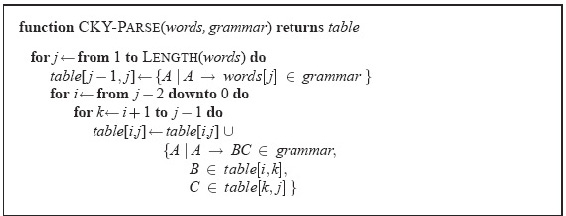 function CKY-PARSE(words, grammar) returns table
for j←from 1 to LENGTH(words) do
table[j−1, j]←{A | A → words[j] ∈ grammar }
for i←from j−2 downto 0 do
for k←i+1 to j−1 do
table[i,j]←table[i,j] ∪
{A | A → BC ∈ grammar,
B ∈ table[i,k],
C ∈ table[k, j] }